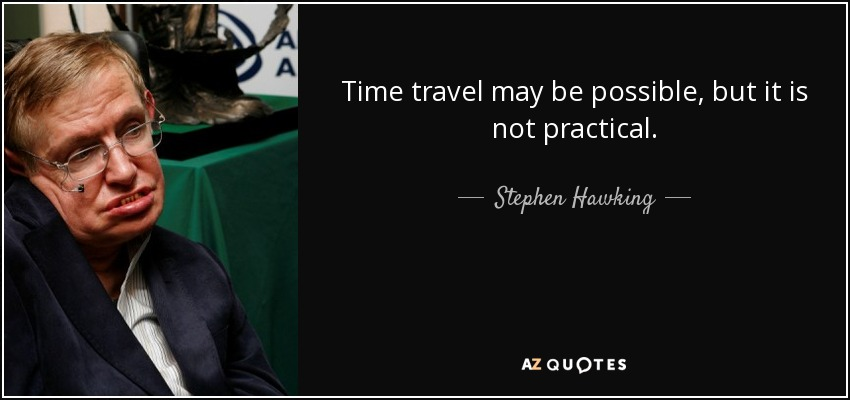 Time travel may be possible, but it is
not practical.
Stephen Hawking
AZ QUOTES